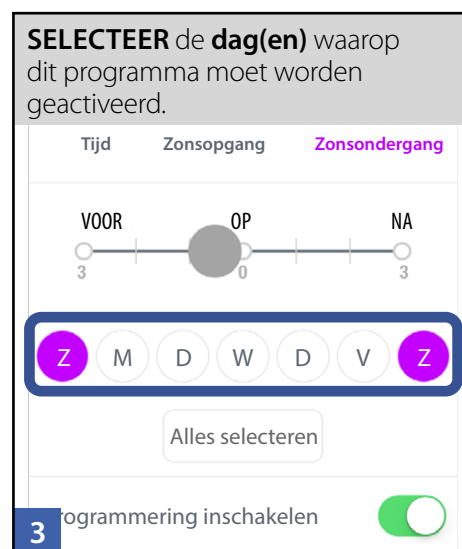 SELECTEER de dag(en) waarop
dit programma moet worden
geactiveerd.
Tijd Zonsopgang Zonsondergang
VOOR OP NA
3 0 3
Z M D W D V Z
Alles selecteren
rogrammering inschakelen
3